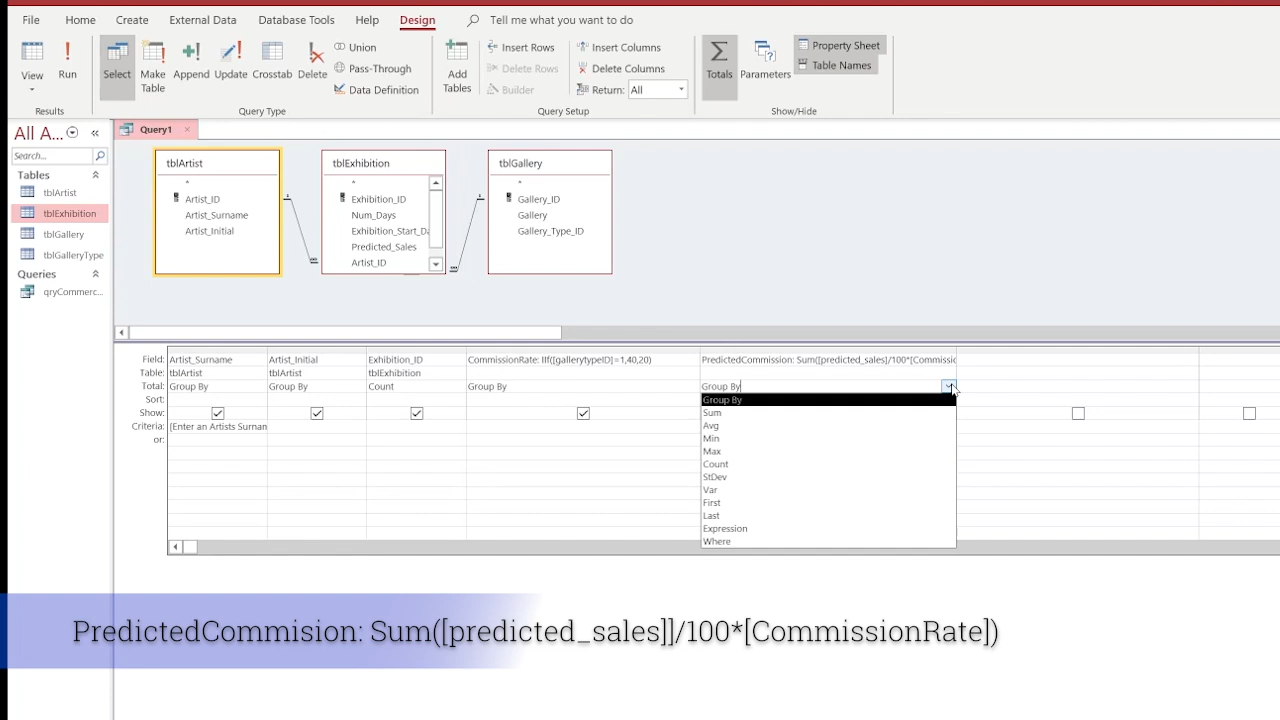 File Home Create External Data Database Tools Help Design Tell me what you want to do
View Run Select Make Table Append Update Crosstab Delete
Union
Pass-Through
Data Definition
Add Tables
Insert Rows
Delete Rows
Builder
Insert Columns
Delete Columns
Return: All
Totals Parameters
Property Sheet
Table Names
Results Query Type Query Setup Show/Hide
All A... «
Search...
Tables
tblArtist
tblExhibition
tblGallery
tblGalleryType
Queries
qryCommerc...
Query1 ×
tblArtist
*
Artist_ID
Artist_Surname
Artist_Initial
tblExhibition
*
Exhibition_ID
Num_Days
Exhibition_Start_Da
Predicted_Sales
Artist_ID
tblGallery
*
Gallery_ID
Gallery
Gallery_Type_ID
Field: Artist_Surname Artist_Initial Exhibition_ID CommissionRate: IIf([gallerytypeID]=1,40,20) PredictedCommission: Sum([predicted_sales]/100*[Commissic
Table: tblArtist tblArtist tblExhibition
Total: Group By Group By Count Group By Group By
Sort:
Show:
Criteria: [Enter an Artists Surnan
or:
Group By
Sum
Avg
Min
Max
Count
StDev
Var
First
Last
Expression
Where
PredictedCommision: Sum([predicted_sales]]/100*[CommissionRate])